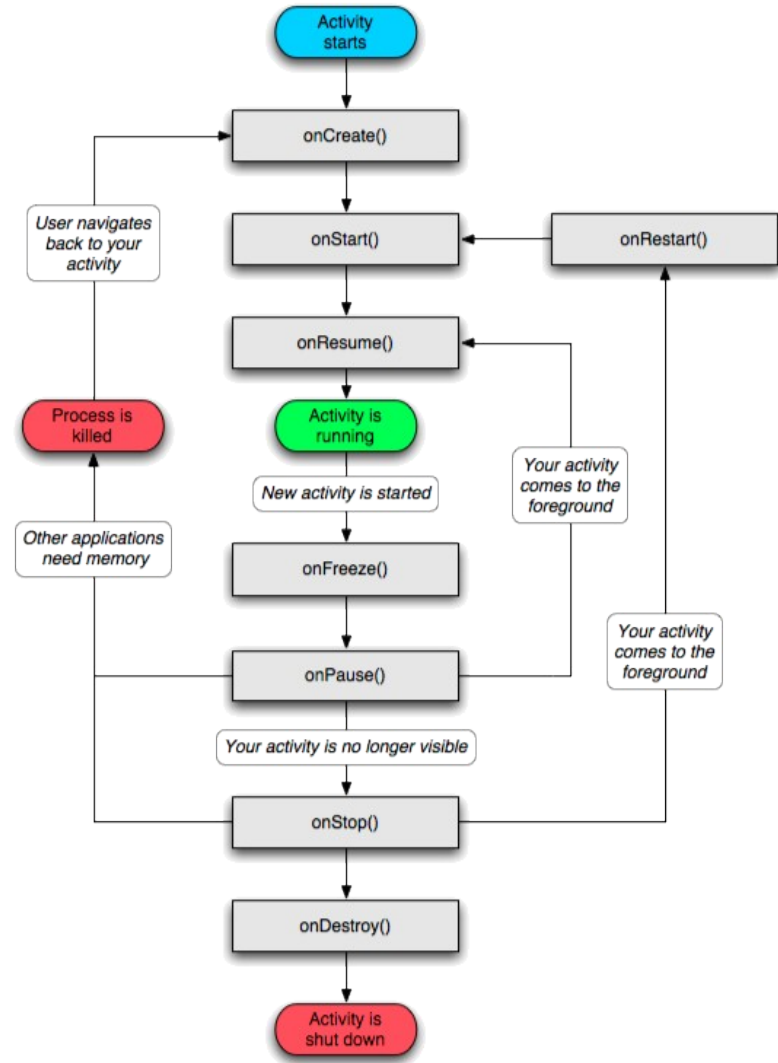 Activity
starts
onCreate()
User navigates
back to your
activity
onStart()
onRestart()
onResume()
Process is
killed
Activity is
running
Your activity
comes to the
foreground
New activity is started
Other applications
need memory
onFreeze()
Your activity
comes to the
foreground
onPause()
Your activity is no longer visible
onStop()
onDestroy()
Activity is
shut down